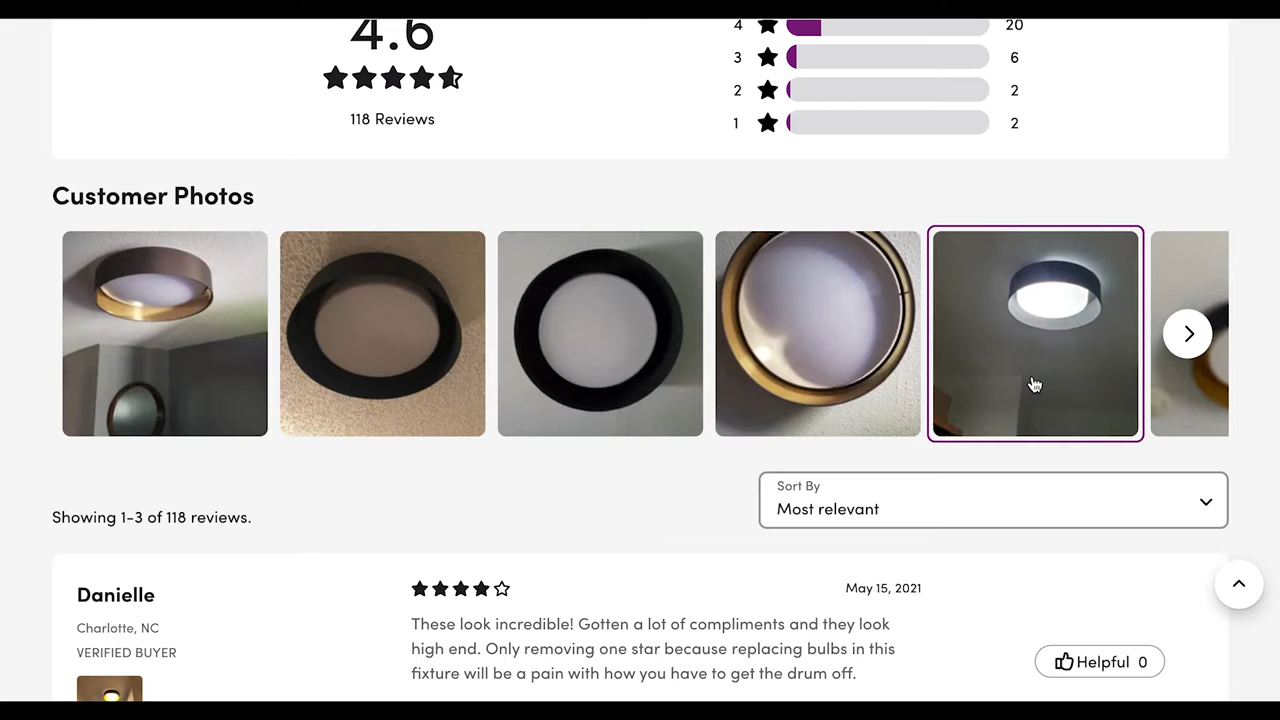 4.6
118 Reviews
4 20
3 6
2 2
1 2
Customer Photos
Showing 1-3 of 118 reviews.
Sort By
Most relevant
Danielle
Charlotte, NC
VERIFIED BUYER
May 15, 2021
These look incredible! Gotten a lot of compliments and they look
high end. Only removing one star because replacing bulbs in this
fixture will be a pain with how you have to get the drum off.
Helpful 0